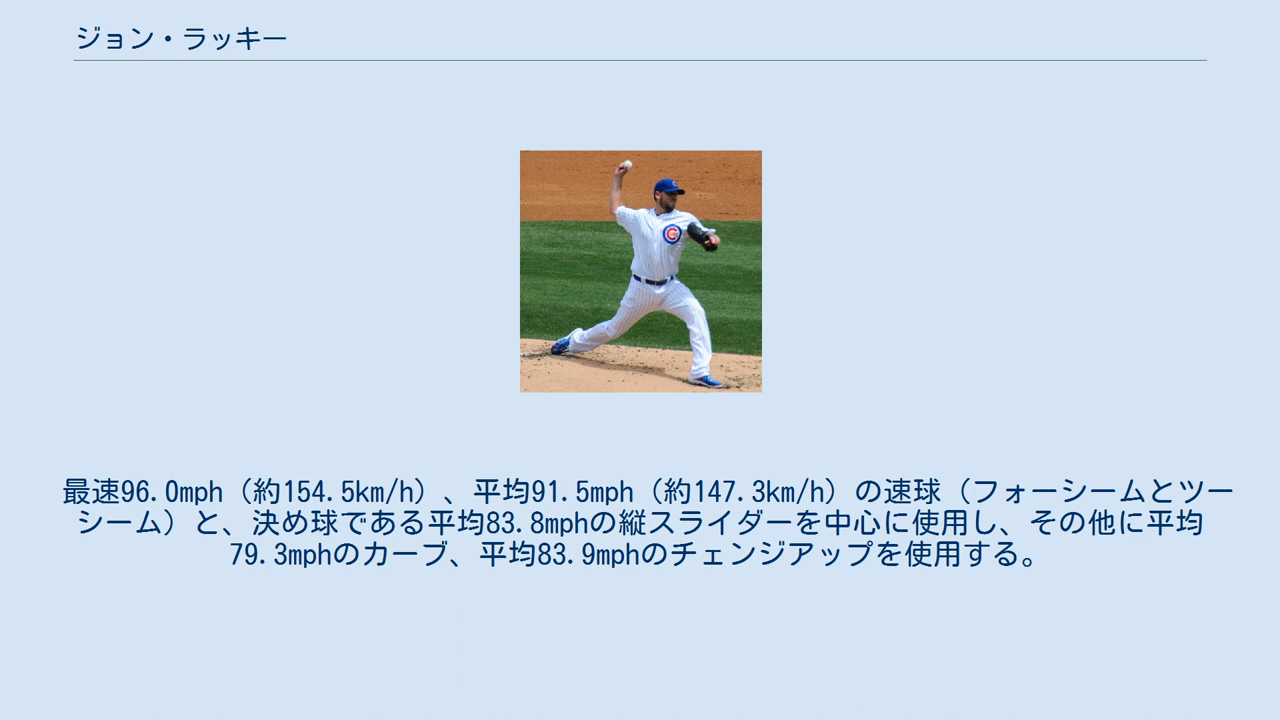 ジョン・ラッキー
最速96.0mph（約154.5km/h）、平均91.5mph（約147.3km/h）の速球（フォーシームとツー
シーム）と、決め球である平均83.8mphの縦スライダーを中心に使用し、その他に平均
79.3mphのカーブ、平均83.9mphのチェンジアップを使用する。